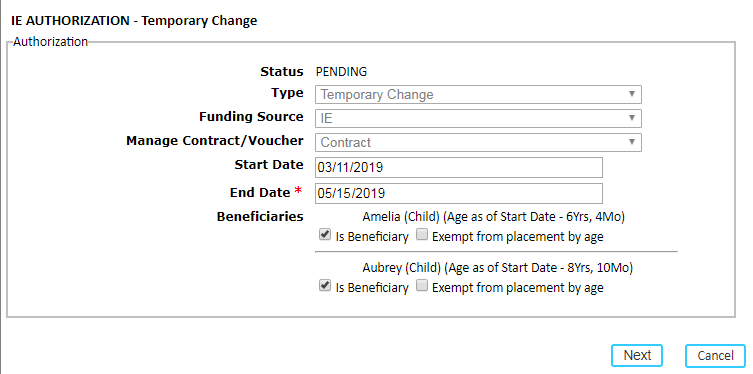 IE AUTHORIZATION - Temporary Change
Authorization
Status PENDING
Type Temporary Change
Funding Source IE
Manage Contract/Voucher Contract
Start Date 03/11/2019
End Date * 05/15/2019
Beneficiaries Amelia (Child) (Age as of Start Date - 6Yrs, 4Mo)
Is Beneficiary Exempt from placement by age
Aubrey (Child) (Age as of Start Date - 8Yrs, 10Mo)
Is Beneficiary Exempt from placement by age
Next Cancel